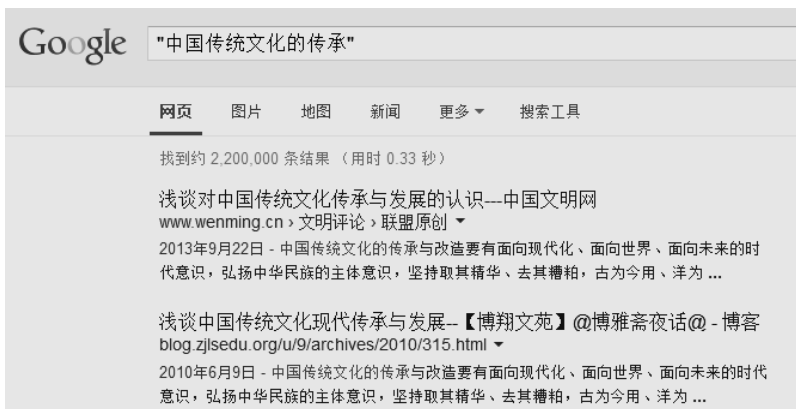 Google "中国传统文化的传承"
网页 图片 地图 新闻 更多 搜索工具
找到约 2,200,000 条结果 （用时 0.33 秒）
浅谈对中国传统文化传承与发展的认识---中国文明网
www.wenming.cn › 文明评论 › 联盟原创
2013年9月22日 - 中国传统文化的传承与改造要有面向现代化、面向世界、面向未来的时
代意识，弘扬中华民族的主体意识，坚持取其精华、去其糟粕，古为今用、洋为 ...
浅谈中国传统文化现代传承与发展--【博翔文苑】@博雅斋夜话@ - 博客
blog.zjlsedu.org/u/9/archives/2010/315.html
2010年6月9日 - 中国传统文化的传承与改造要有面向现代化、面向世界、面向未来的时代
意识，弘扬中华民族的主体意识，坚持取其精华、去其糟粕，古为今用、洋为 ...